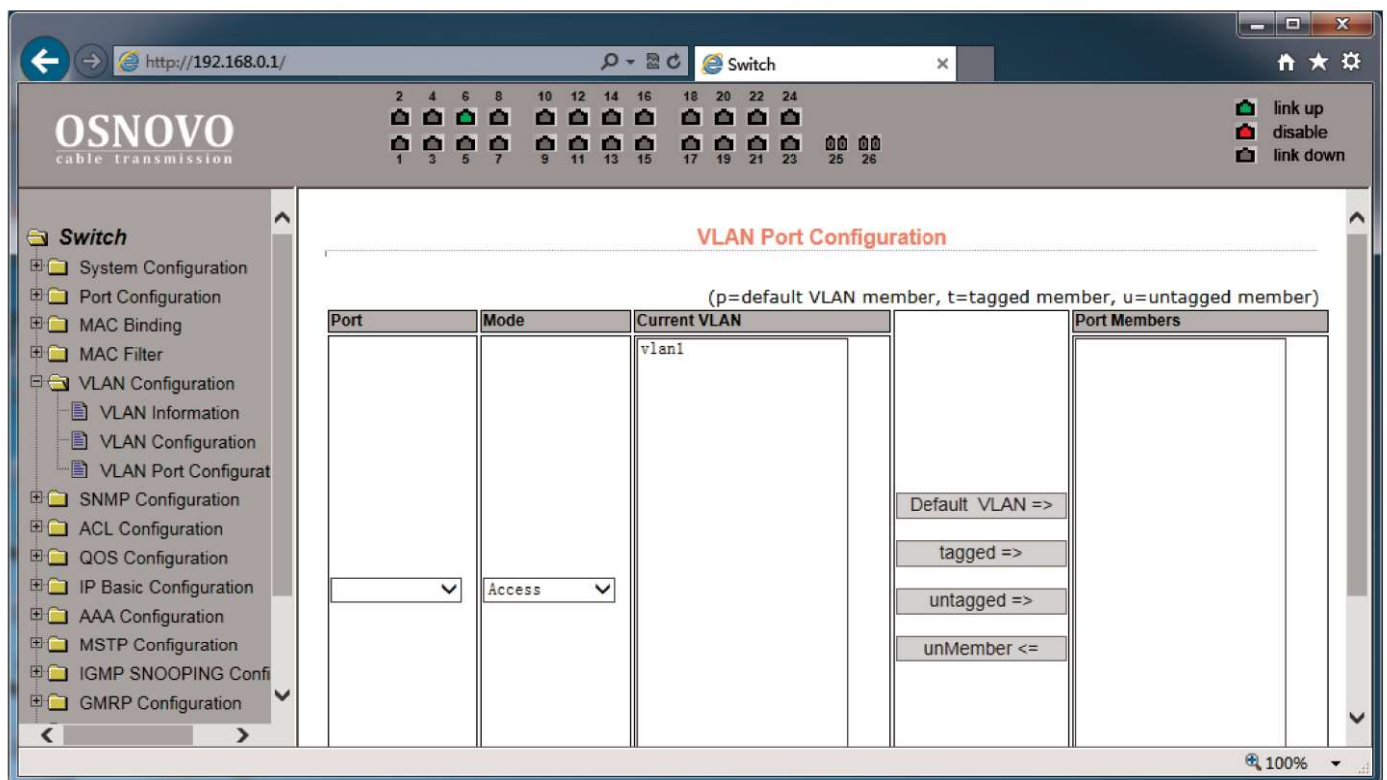 http://192.168.0.1/
Switch
OSNOVO
cable transmission
2 4 6 8 10 12 14 16 18 20 22 24
1 3 5 7 9 11 13 15 17 19 21 23 25 26
link up
disable
link down
Switch
System Configuration
Port Configuration
MAC Binding
MAC Filter
VLAN Configuration
VLAN Information
VLAN Configuration
VLAN Port Configurat
SNMP Configuration
ACL Configuration
QOS Configuration
IP Basic Configuration
AAA Configuration
MSTP Configuration
IGMP SNOOPING Confi
GMRP Configuration
VLAN Port Configuration
(p=default VLAN member, t=tagged member, u=untagged member)
Port Mode Current VLAN Port Members
vlan1
Access
Default VLAN =>
tagged =>
untagged =>
unMember <=
100%